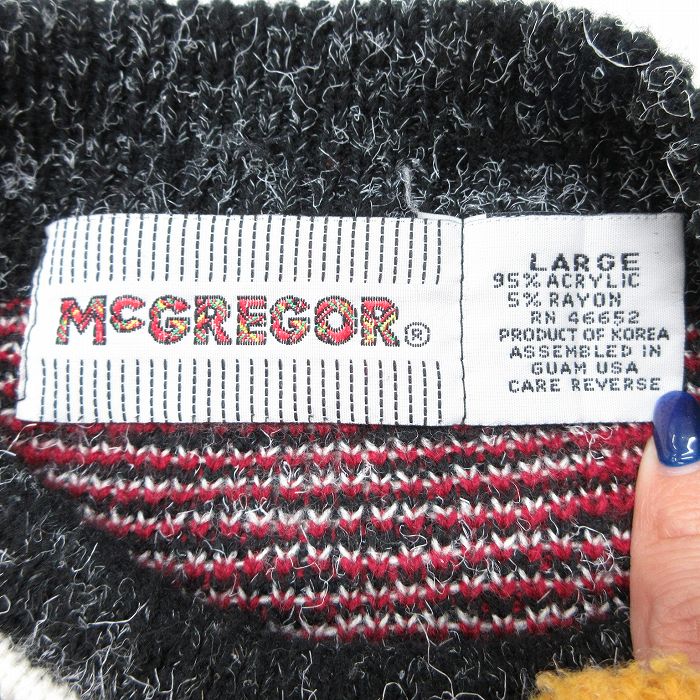 McGREGOR®
LARGE
95% ACRYLIC
5% RAYON
RN 46652
PRODUCT OF KOREA
ASSEMBLED IN
GUAM USA
CARE REVERSE